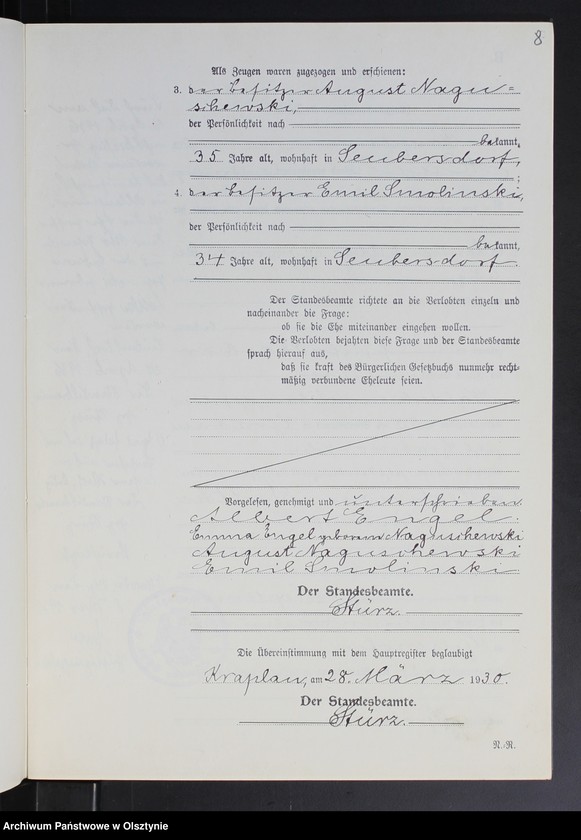 8
Als Zeugen waren zugezogen und erschienen:
3. der Besitzer August Nagu=
schewski,
der Persönlichkeit nach
bekannt,
35 Jahre alt, wohnhaft in Seubersdorf,
;
4. der Besitzer Emil Smolinski,
der Persönlichkeit nach
bekannt,
34 Jahre alt, wohnhaft in Seubersdorf.
Der Standesbeamte richtete an die Verlobten einzeln und
nacheinander die Frage:
ob sie die Ehe miteinander eingehen wollen.
Die Verlobten bejahten diese Frage und der Standesbeamte
sprach hierauf aus,
daß sie kraft des Bürgerlichen Gesetzbuchs nunmehr recht-
mäßig verbundene Eheleute seien.
Vorgelesen, genehmigt und unterschrieben.
Albert Engel.
Emma Engel geborene Naguschewski
August Naguschewski
Emil Smolinski
Der Standesbeamte.
Stürz.
Die Übereinstimmung mit dem Hauptregister beglaubigt
Kraplau, am 28. März 1930.
Der Standesbeamte.
Stürz.
R./R.
Archiwum Państwowe w Olsztynie